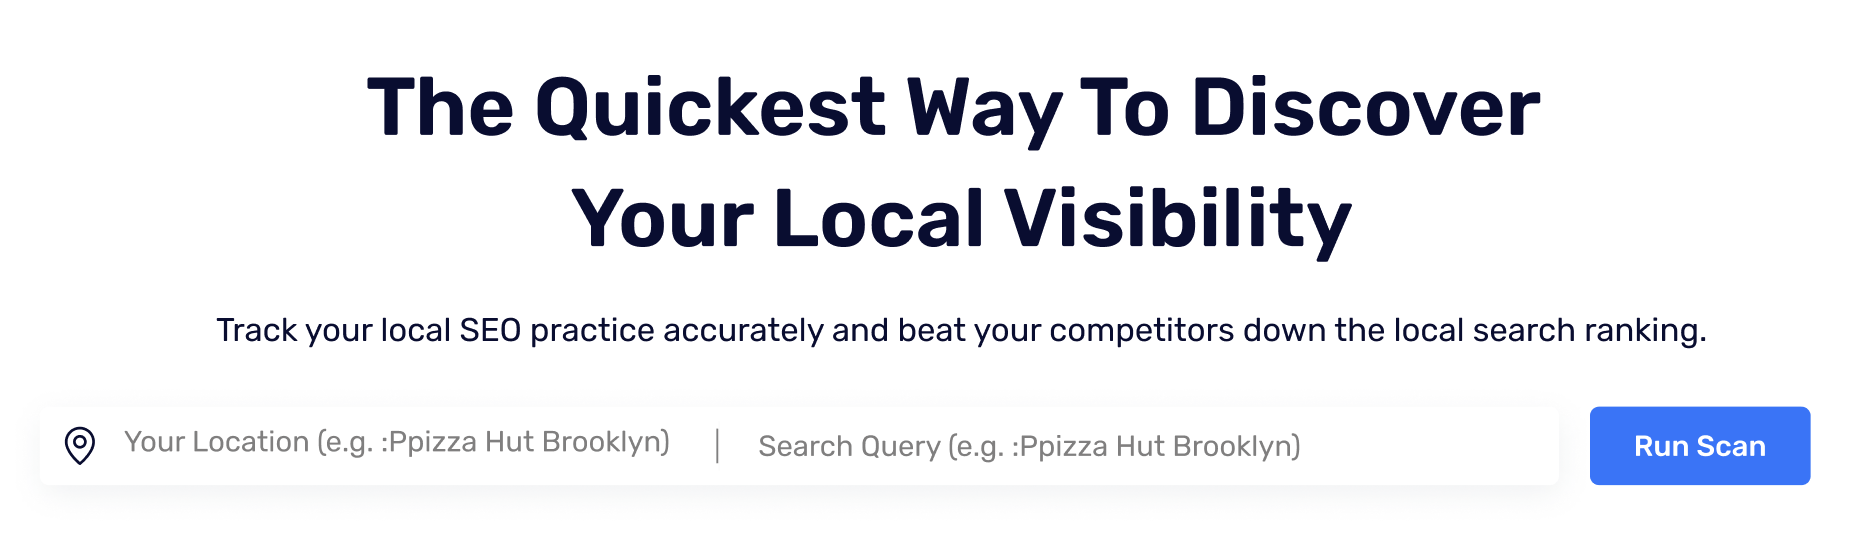 The Quickest Way To Discover
Your Local Visibility
Track your local SEO practice accurately and beat your competitors down the local search ranking.
Your Location (e.g. :Ppizza Hut Brooklyn) | Search Query (e.g. :Ppizza Hut Brooklyn) Run Scan